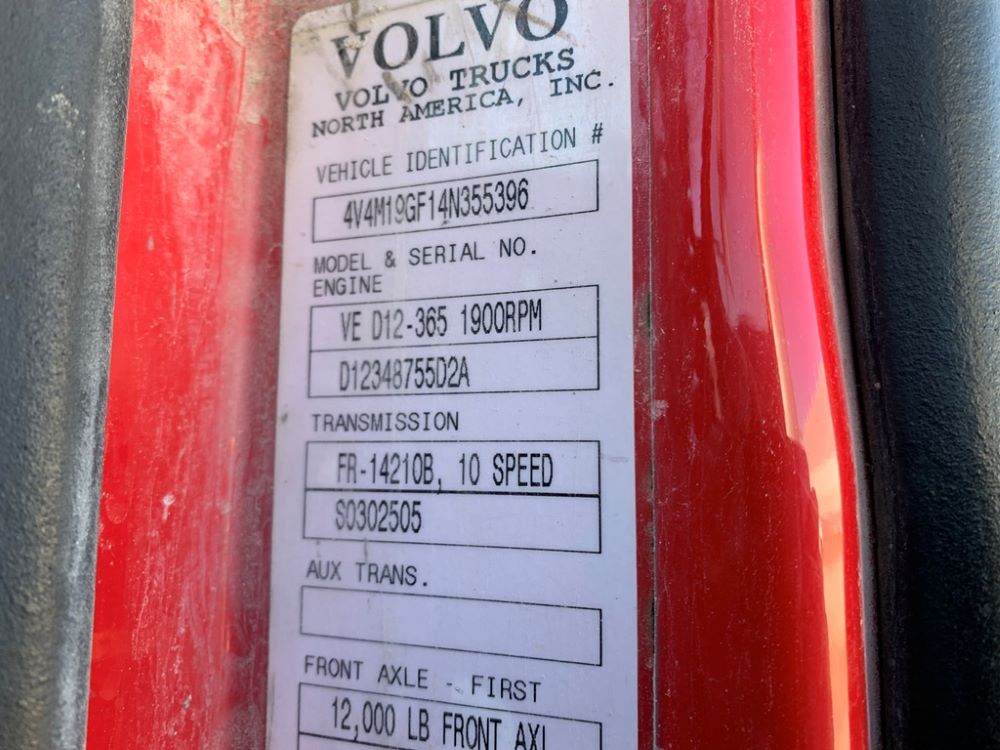 VOLVO
VOLVO TRUCKS
NORTH AMERICA, INC.
VEHICLE IDENTIFICATION #
4V4M19GF14N355396
MODEL & SERIAL NO.
ENGINE
VE D12-365 1900RPM
D12348755D2A
TRANSMISSION
FR-14210B, 10 SPEED
S0302505
AUX TRANS.
FRONT AXLE - FIRST
12,000 LB FRONT AXL